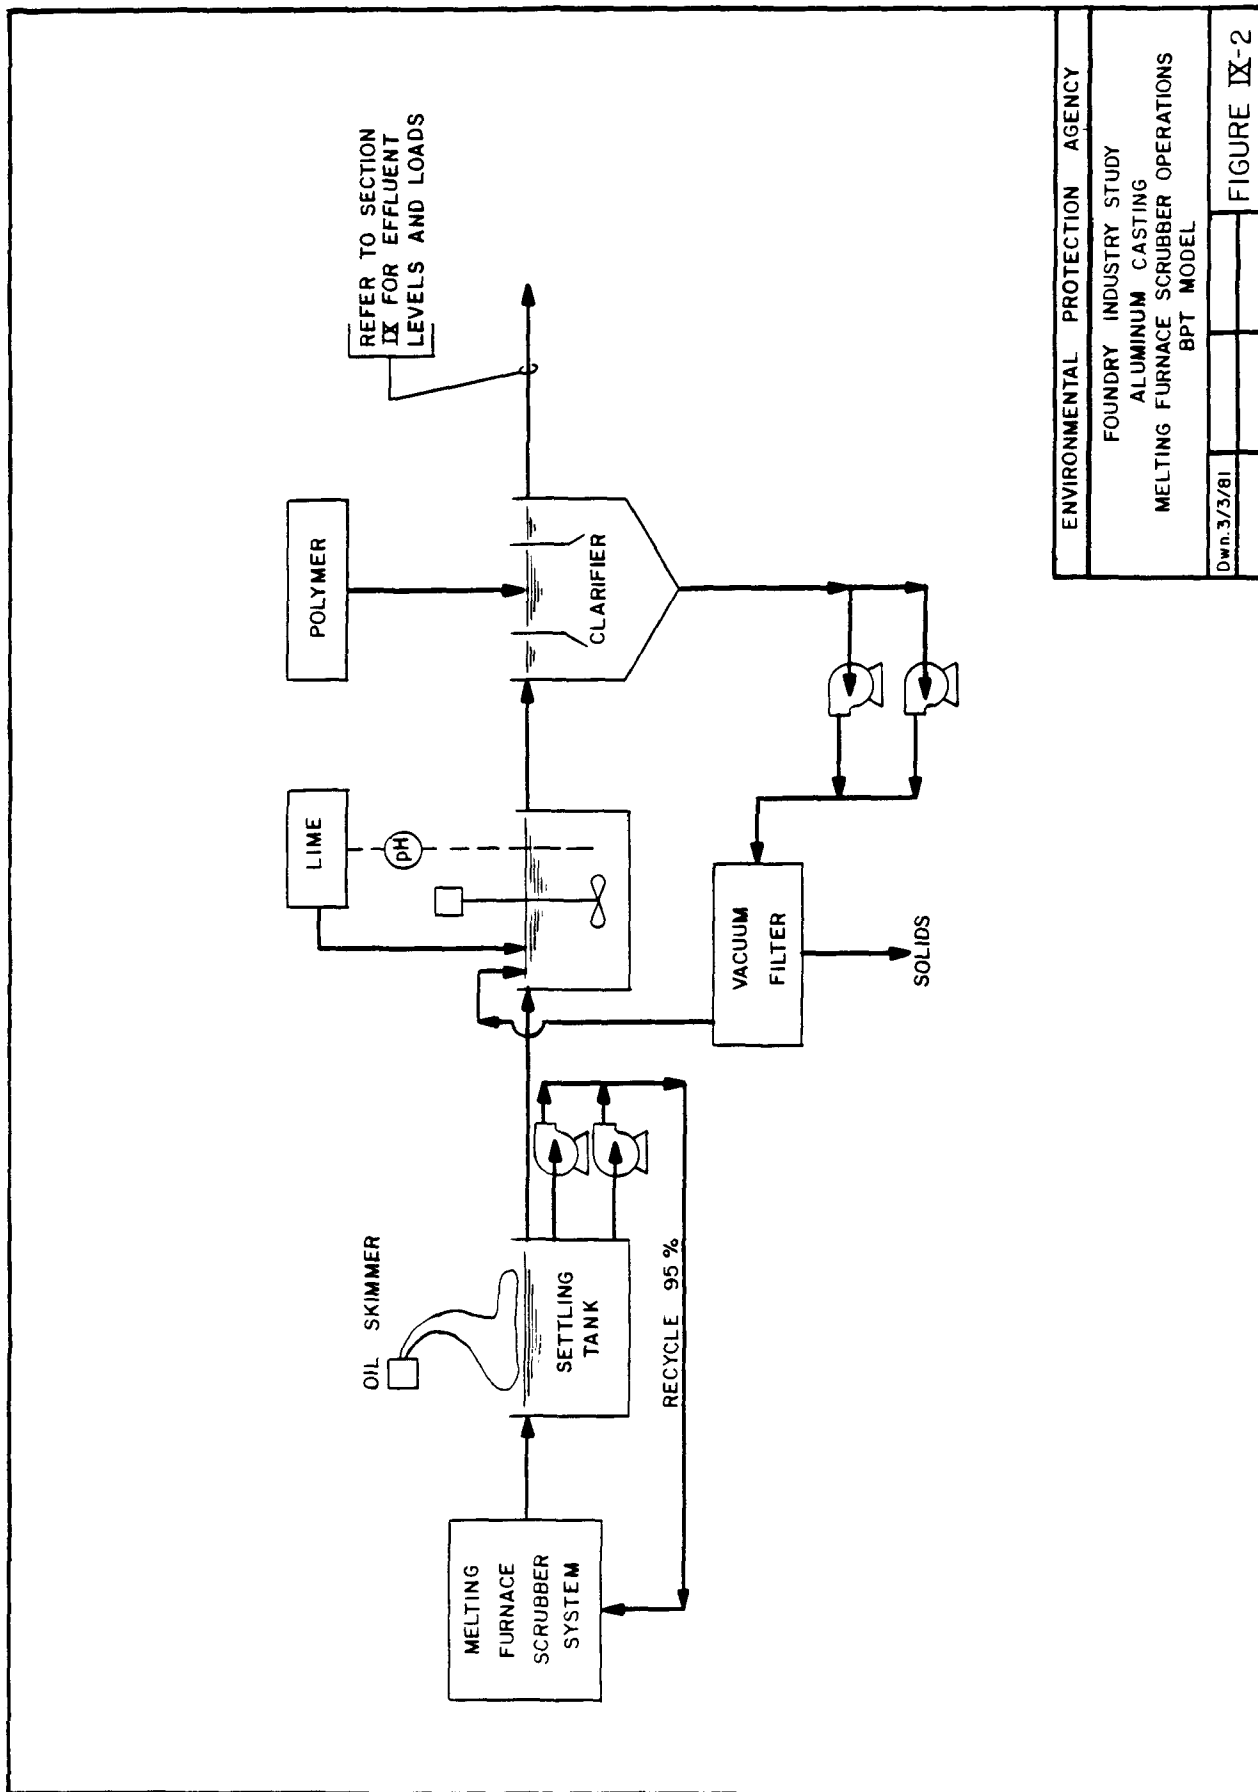 REFER TO SECTION
IX FOR EFFLUENT
LEVELS AND LOADS
POLYMER
LIME
pH
OIL SKIMMER
CLARIFIER
MELTING
FURNACE
SCRUBBER
SYSTEM
SETTLING
TANK
RECYCLE 95%
VACUUM
FILTER
SOLIDS
ENVIRONMENTAL PROTECTION AGENCY
FOUNDRY INDUSTRY STUDY
ALUMINUM CASTING
MELTING FURNACE SCRUBBER OPERATIONS
BPT MODEL
Dwn.3/3/81
FIGURE IX-2